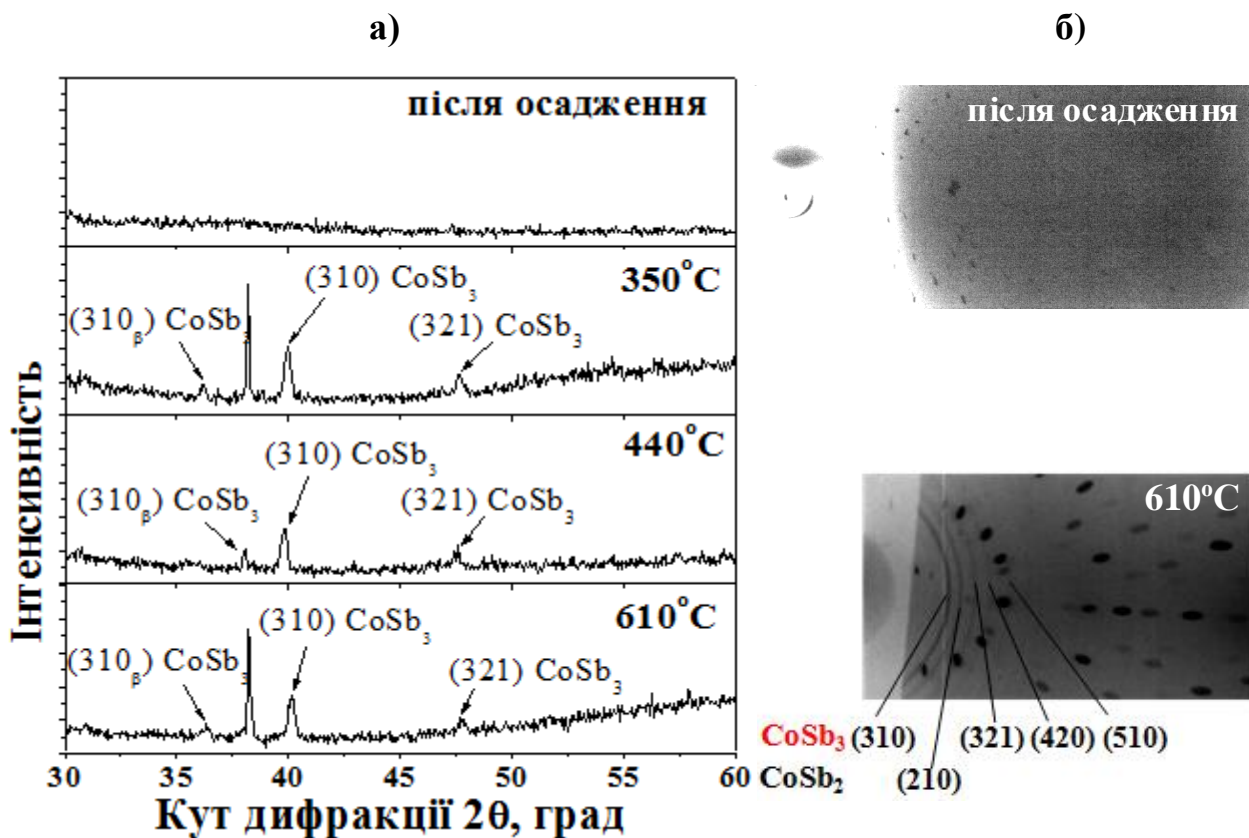 а)
б)
після осадження
після осадження
(310) CoSb₃
350°C
(310β) CoSb₃
(321) CoSb₃
(310) CoSb₃
440°C
(310β) CoSb₃
(321) CoSb₃
610°C
(310) CoSb₃
610°C
(310β) CoSb₃
(321) CoSb₃
Інтенсивність
30 35 40 45 50 55 60
Кут дифракції 2θ, град
CoSb₃ (310) (321) (420) (510)
(210)
CoSb₂